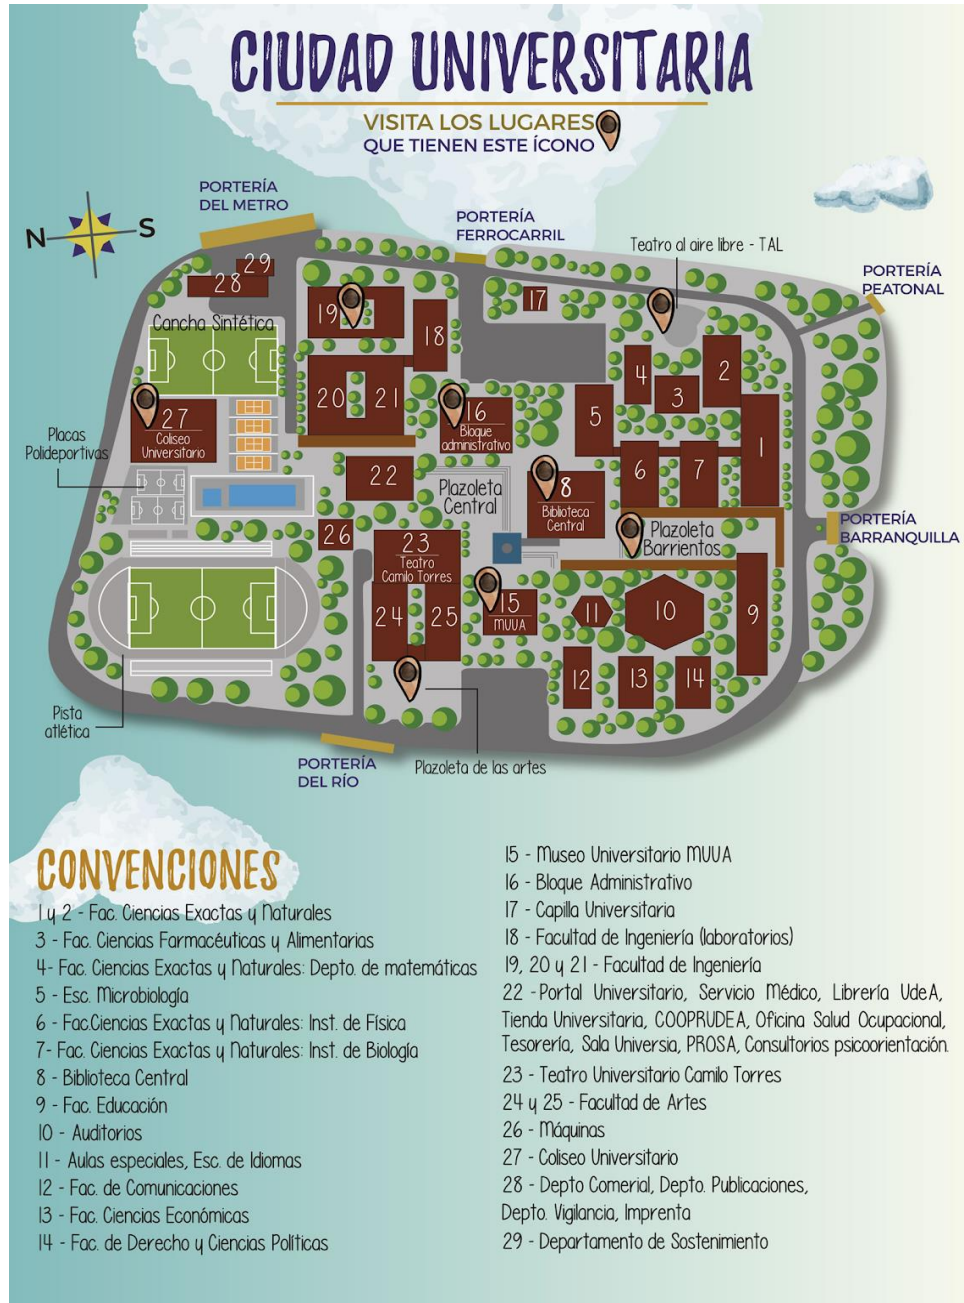 CIUDAD UNIVERSITARIA
VISITA LOS LUGARES
QUE TIENEN ESTE ÍCONO
PORTERÍA
DEL METRO
PORTERÍA
FERROCARRIL
Teatro al aire libre - TAL
PORTERÍA
PEATONAL
N
S
29
28
Cancha Sintética
19
18
17
20
21
4
3
2
1
5
6
7
27
Coliseo
Universitario
16
Bloque
administrativo
Placas
Polideportivas
22
Plazoleta
Central
8
Biblioteca
Central
Plazoleta
Barrientos
PORTERÍA
BARRANQUILLA
26
23
Teatro
Camilo Torres
24
25
15
MUUA
11
10
9
12
13
14
Pista
atlética
PORTERÍA
DEL RÍO
Plazoleta de las artes
CONVENCIONES
1 y 2 - Fac. Ciencias Exactas y Naturales
3 - Fac. Ciencias Farmacéuticas y Alimentarias
4- Fac. Ciencias Exactas y Naturales: Depto. de matemáticas
5 - Esc. Microbiología
6 - Fac.Ciencias Exactas y Naturales: Inst. de Física
7- Fac. Ciencias Exactas y Naturales: Inst. de Biología
8 - Biblioteca Central
9 - Fac. Educación
10 - Auditorios
11 - Aulas especiales, Esc. de Idiomas
12 - Fac. de Comunicaciones
13 - Fac. Ciencias Económicas
14 - Fac. de Derecho y Ciencias Políticas
15 - Museo Universitario MUUA
16 - Bloque Administrativo
17 - Capilla Universitaria
18 - Facultad de Ingeniería (laboratorios)
19, 20 y 21 - Facultad de Ingeniería
22 -Portal Universitario, Servicio Médico, Librería UdeA,
Tienda Universitaria, COOPRUDEA, Oficina Salud Ocupacional,
Tesorería, Sala Universia, PROSA, Consultorios psicoorientación.
23 - Teatro Universitario Camilo Torres
24 y 25 - Facultad de Artes
26 - Máquinas
27 - Coliseo Universitario
28 - Depto Comerial, Depto. Publicaciones,
Depto. Vigilancia, Imprenta
29 - Departamento de Sostenimiento